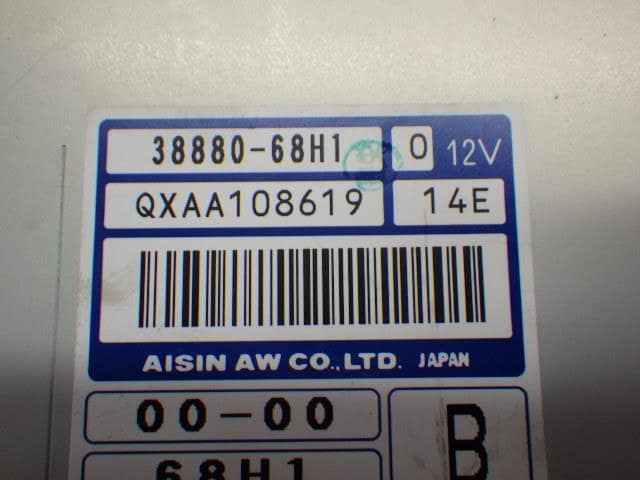 38880-68H1 0 12V
QXAA108619 14E
AISIN AW CO.,LTD. JAPAN
00-00
68H1 B